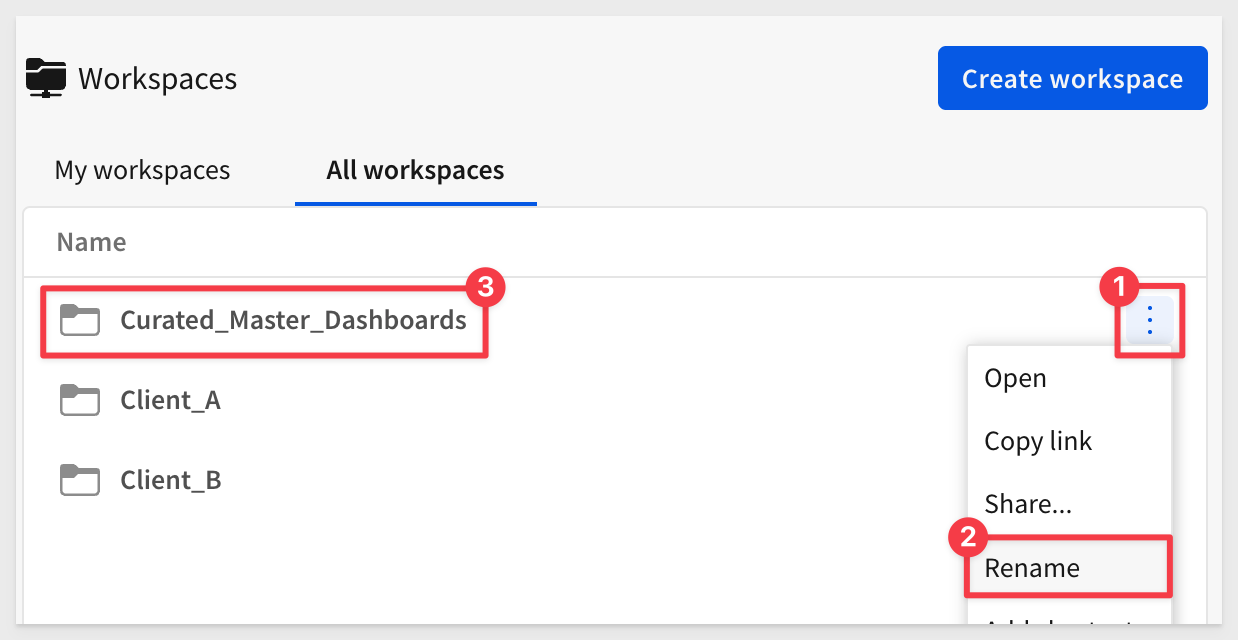 Workspaces
Create workspace
My workspaces
All workspaces
Name
3
1
Curated_Master_Dashboards
Open
Client_A
Copy link
Client_B
Share...
2
Rename